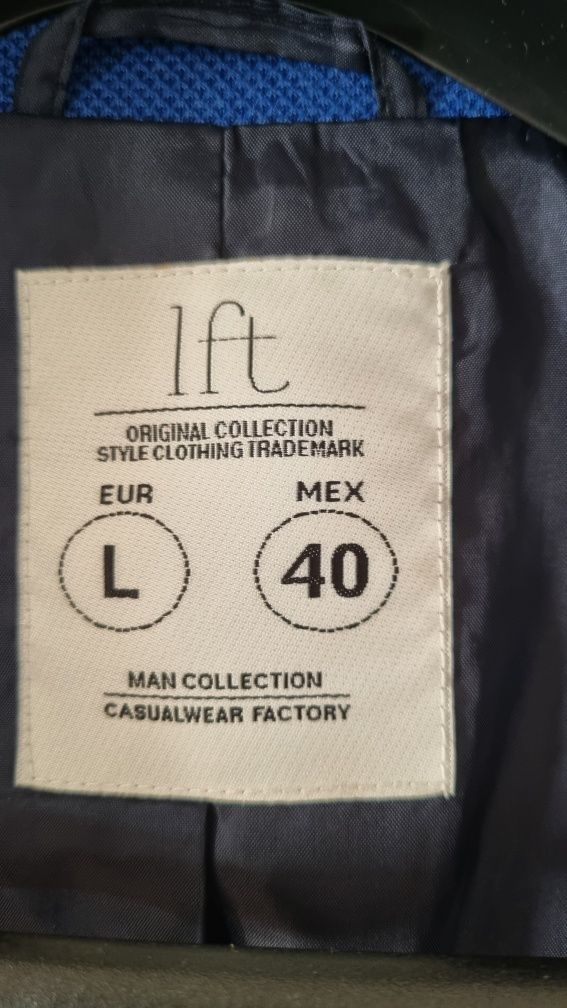 lft
ORIGINAL COLLECTION
STYLE CLOTHING TRADEMARK
EUR MEX
L 40
MAN COLLECTION
CASUALWEAR FACTORY